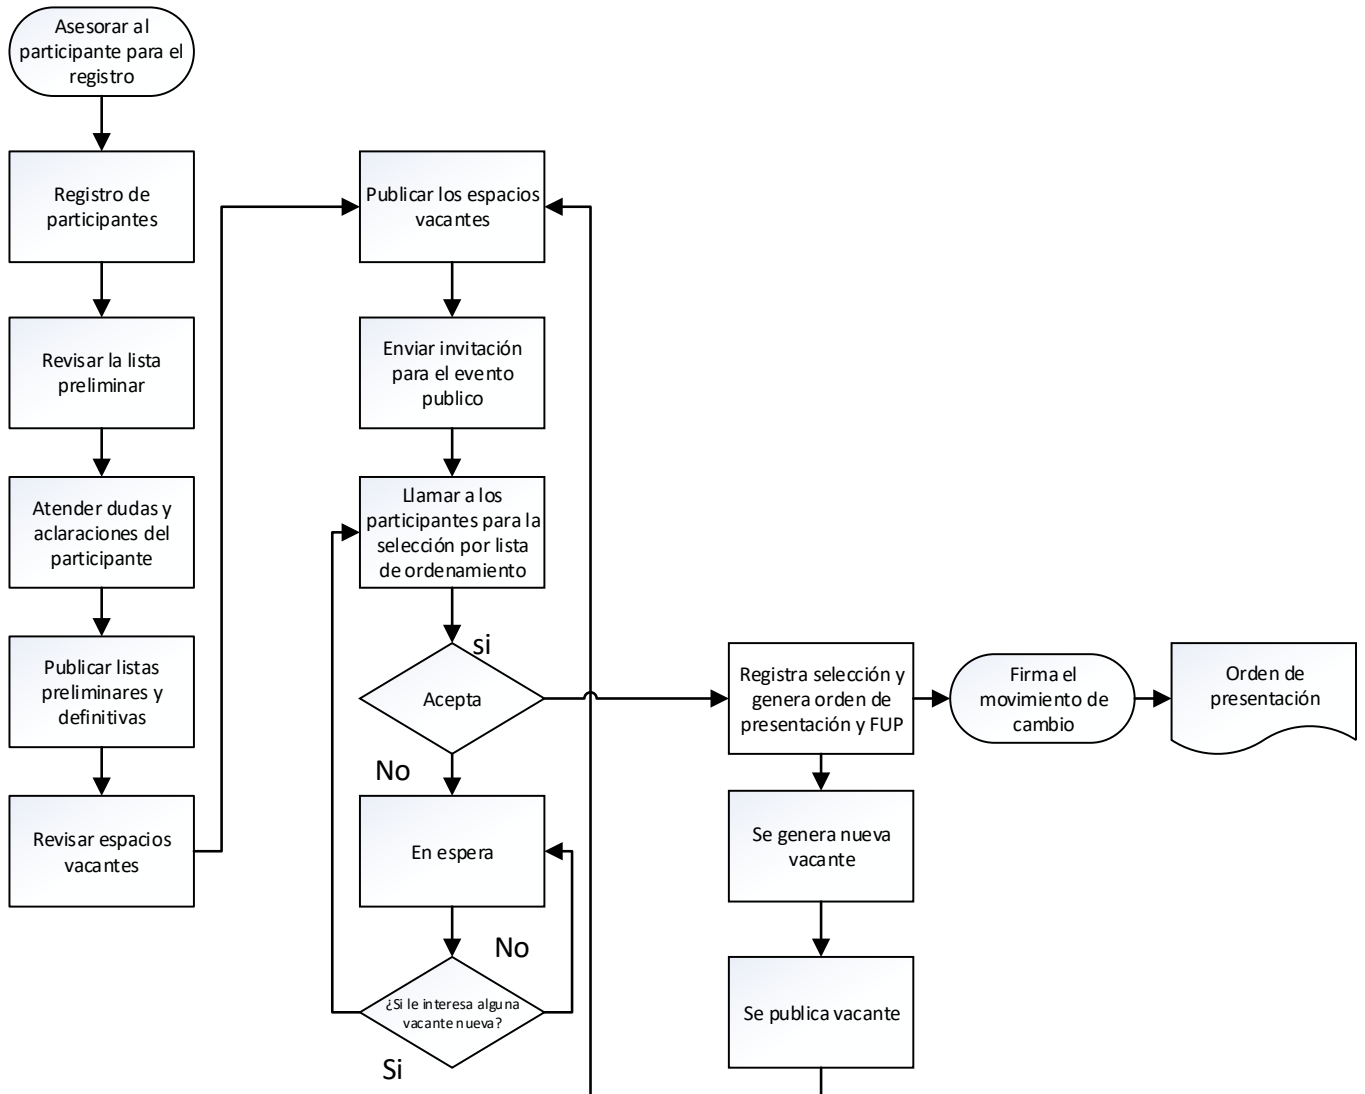 Asesorar al
participante para el
registro
Registro de
participantes
Revisar la lista
preliminar
Atender dudas y
aclaraciones del
participante
Publicar listas
preliminares y
definitivas
Revisar espacios
vacantes
Publicar los espacios
vacantes
Enviar invitación
para el evento
publico
Llamar a los
participantes para la
selección por lista
de ordenamiento
si
Acepta
No
En espera
No
¿Si le interesa alguna
vacante nueva?
Si
Registra selección y
genera orden de
presentación y FUP
Se genera nueva
vacante
Se publica vacante
Firma el
movimiento de
cambio
Orden de
presentación